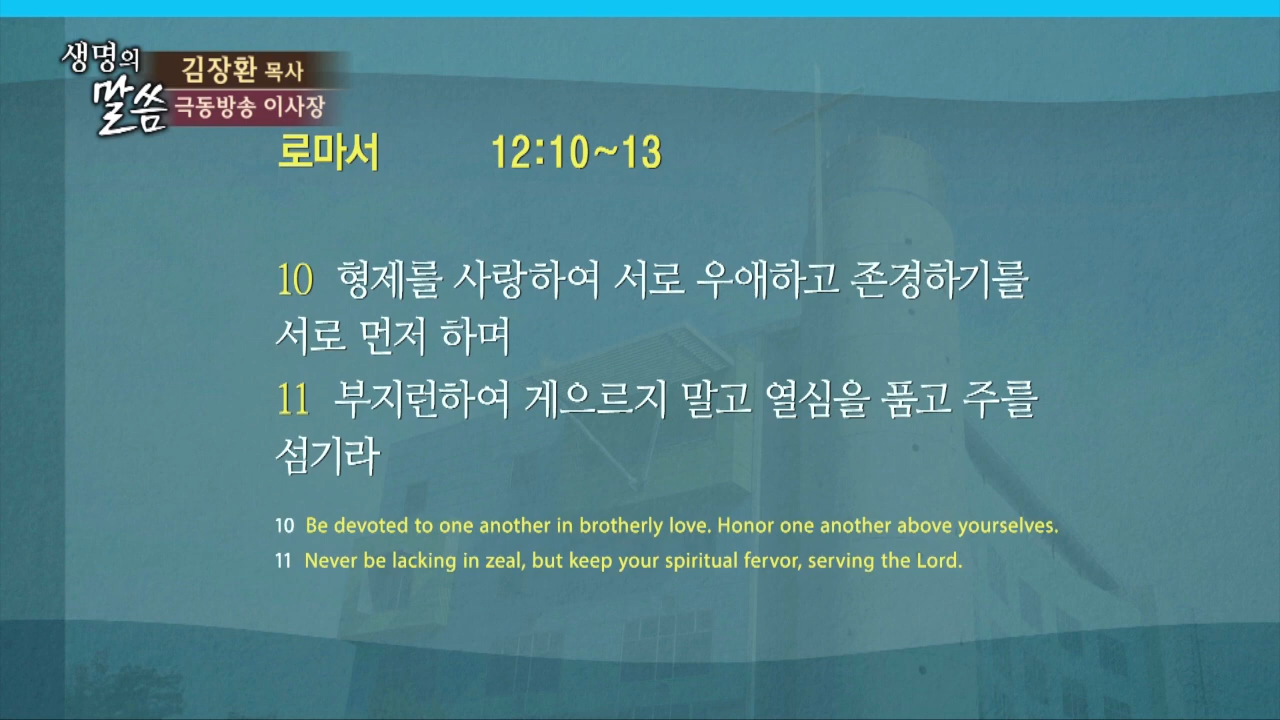 생명의
말씀
김장환 목사
극동방송 이사장
로마서 12:10~13
10 형제를 사랑하여 서로 우애하고 존경하기를
서로 먼저 하며
11 부지런하여 게으르지 말고 열심을 품고 주를
섬기라
10 Be devoted to one another in brotherly love. Honor one another above yourselves.
11 Never be lacking in zeal, but keep your spiritual fervor, serving the Lord.